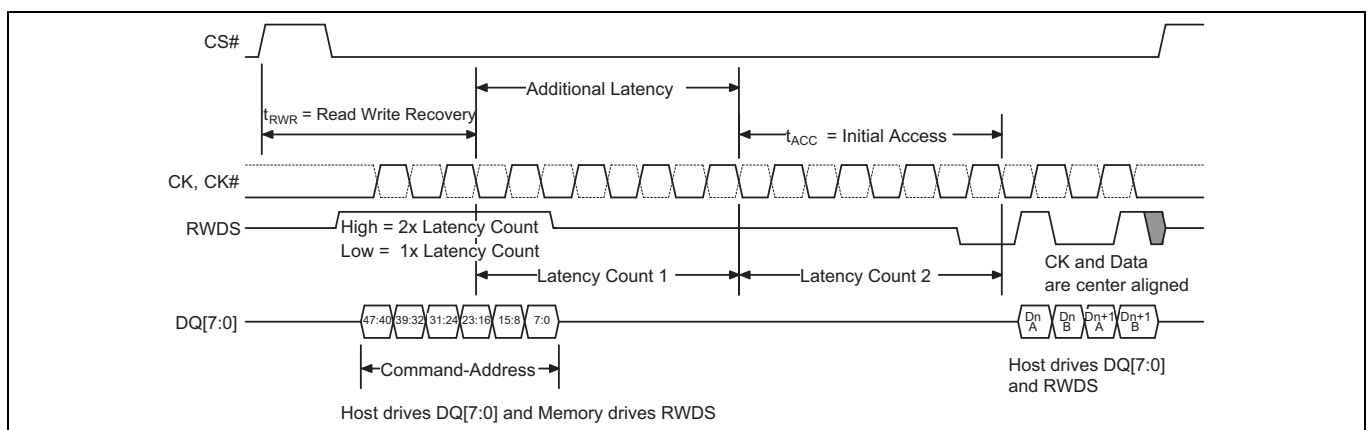 CS#
Additional Latency
tRWR = Read Write Recovery
tACC = Initial Access
CK, CK#
RWDS
High = 2x Latency Count
Low = 1x Latency Count
CK and Data
are center aligned
Latency Count 1
Latency Count 2
DQ[7:0]
47:40 39:32 31:24 23:16 15:8 7:0
Dn Dn Dn+1 Dn+1
A B A B
Command-Address
Host drives DQ[7:0]
and RWDS
Host drives DQ[7:0] and Memory drives RWDS